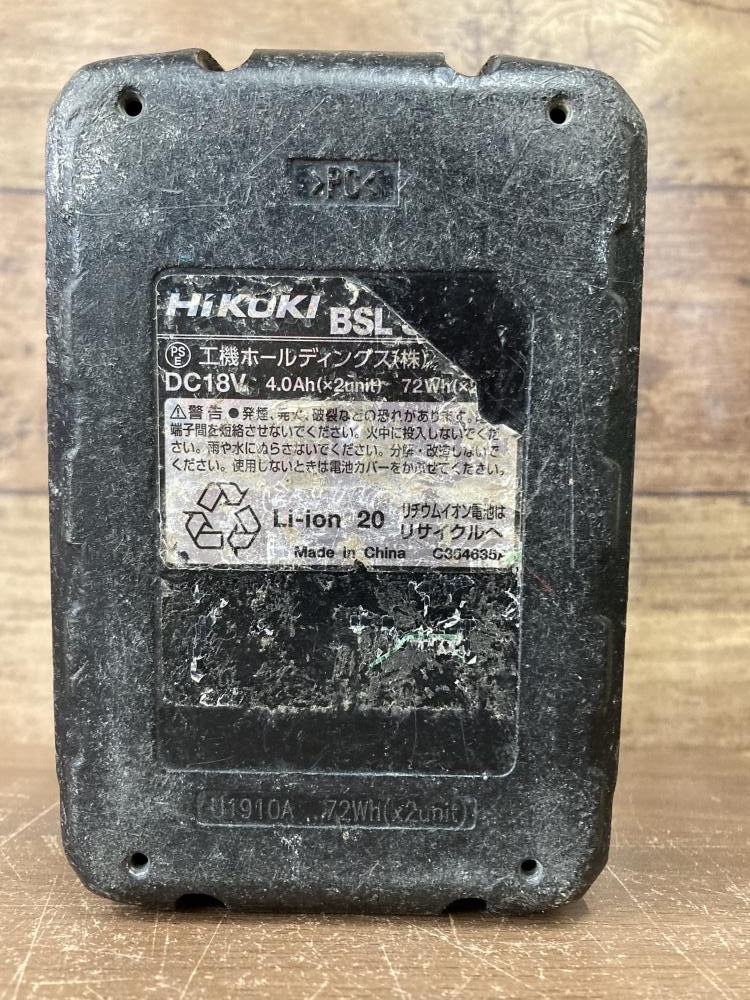 >PC<
HiKOKI BSL
PS E 工機ホールディングス(株)
DC18V 4.0Ah(×2unit) 72Wh(×
⚠警告 ●発煙、発火、破裂などの恐れがあります。
端子間を短絡させないでください。火中に投入しないでくだ
さい。雨や水にぬらさないでください。分解・改造しないで
ください。使用しないときは電池カバーをかぶせてください。
Li-ion 20 リチウムイオン電池は
リサイクルへ
Made in China C354635
U1910A 72Wh(x2unit)